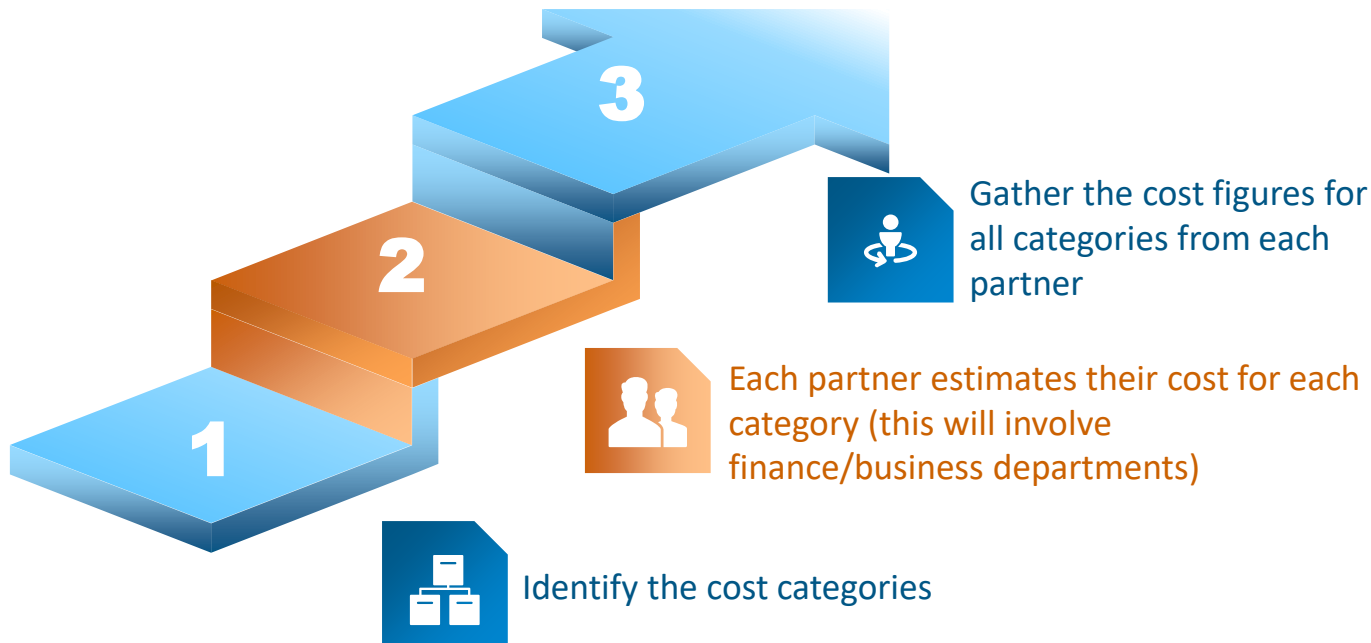 3
Gather the cost figures for
all categories from each
partner
2
Each partner estimates their cost for each
category (this will involve
finance/business departments)
1
Identify the cost categories